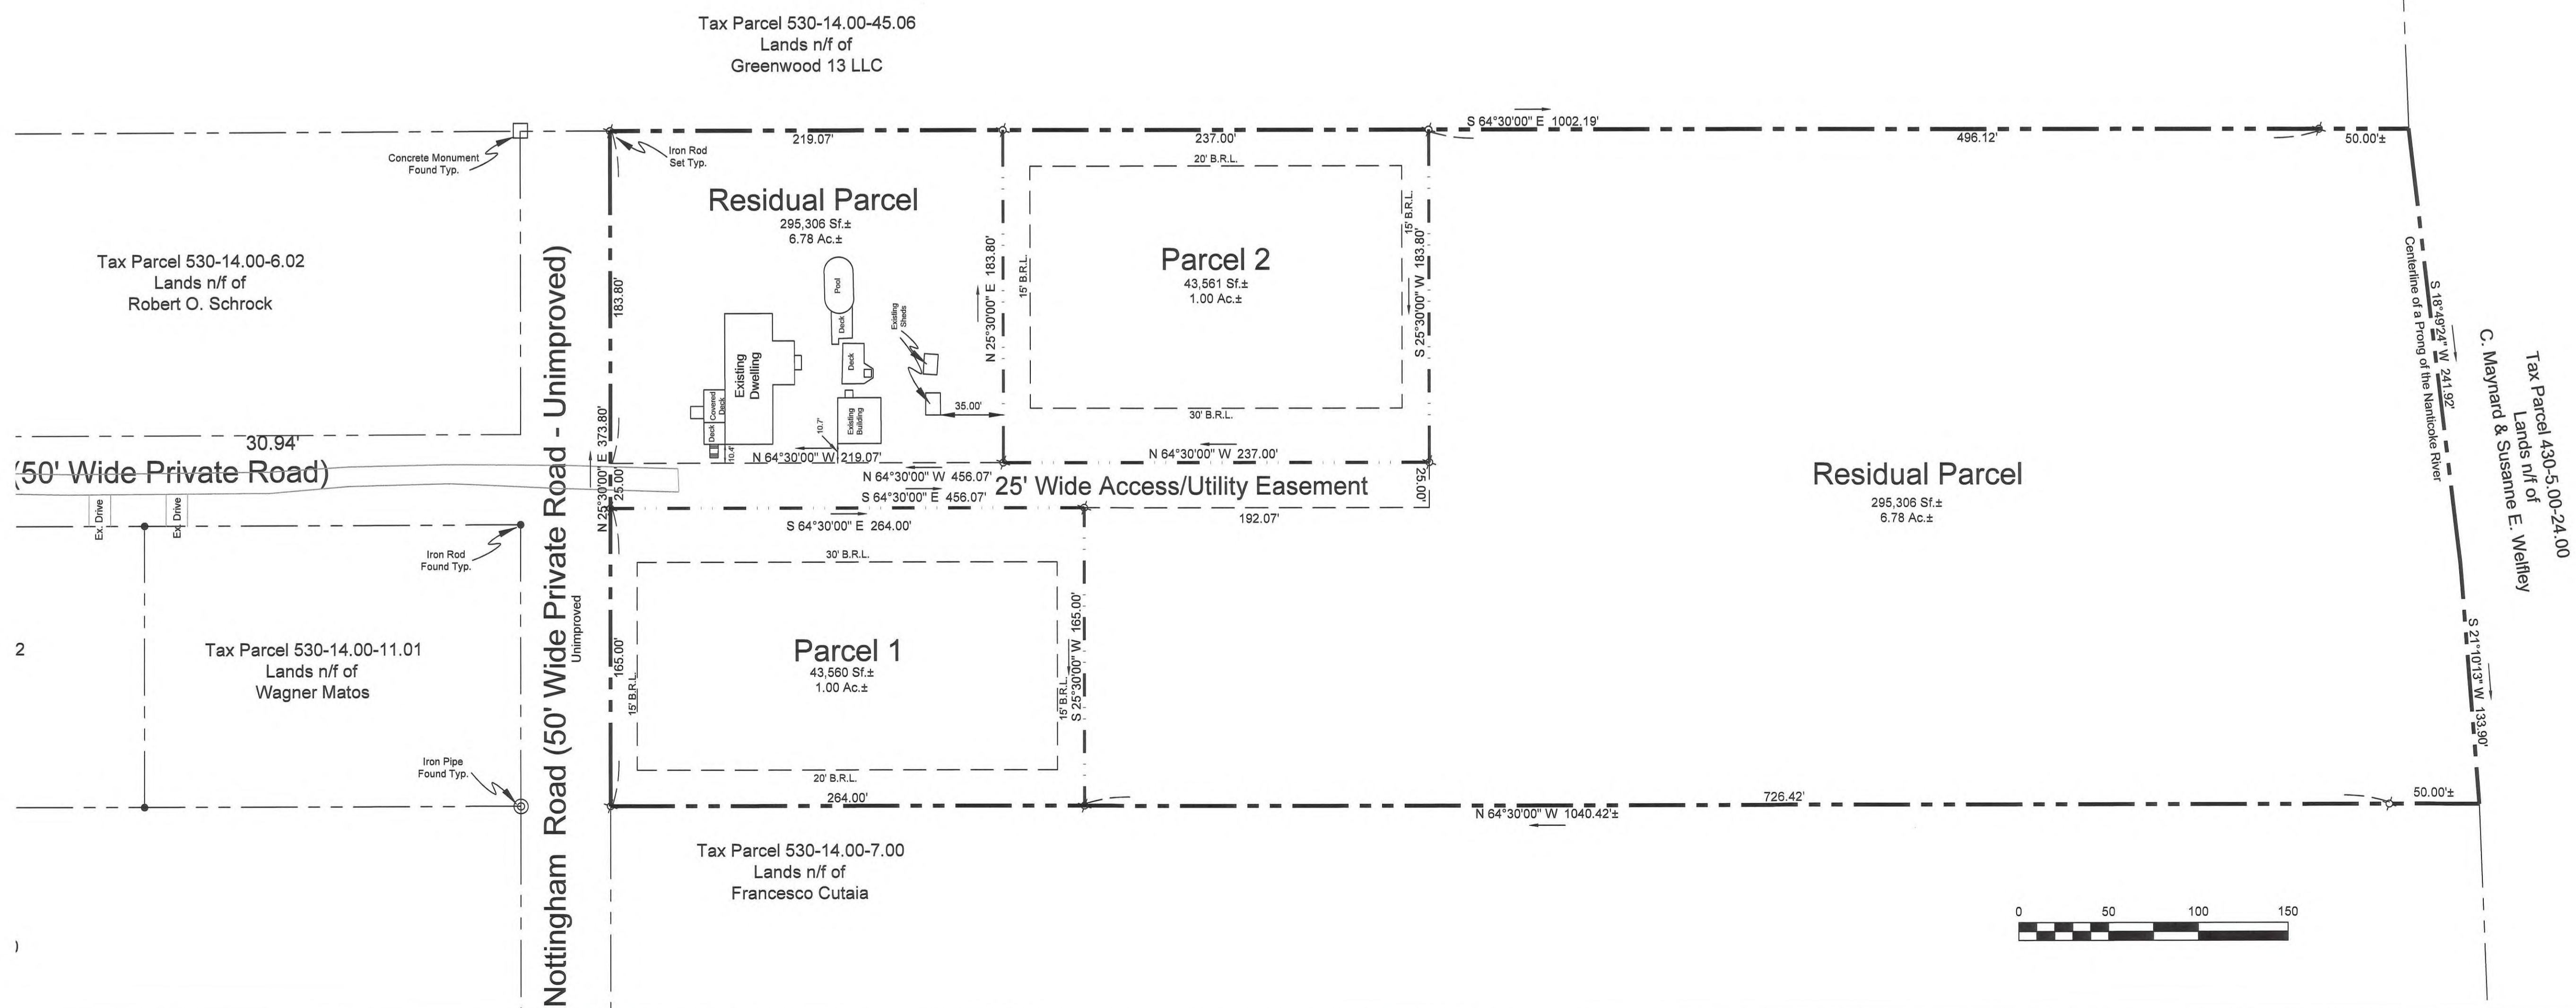 Tax Parcel 530-14.00-45.06
Lands n/f of
Greenwood 13 LLC
S 64°30'00" E 1002.19'
219.07'
237.00'
496.12'
50.00'±
Concrete Monument
Found Typ.
Iron Rod
Set Typ.
20' B.R.L.
Residual Parcel
295,306 Sf.±
6.78 Ac.±
15' B.R.L.
Parcel 2
43,561 Sf.±
1.00 Ac.±
15' B.R.L.
N 25°30'00" E 183.80'
S 25°30'00" W 183.80'
Tax Parcel 530-14.00-6.02
Lands n/f of
Robert O. Schrock
183.80'
Pool
Deck
Deck
Existing
Sheds
Existing
Dwelling
Covered
Deck
Deck
Existing
Building
10.7'
10.4'
35.00'
30' B.R.L.
S 18°49'24" W 241.92'
Centerline of a Prong of the Nanticoke River
Tax Parcel 430-5.00-24.00
Lands n/f of
C. Maynard & Susanne E. Welfley
30.94'
(50' Wide Private Road)
N 25°30'00" E 373.80'
25.00'
N 64°30'00" W 219.07'
N 64°30'00" W 237.00'
N 64°30'00" W 456.07'
S 64°30'00" E 456.07'
25' Wide Access/Utility Easement
25.00'
Residual Parcel
295,306 Sf.±
6.78 Ac.±
Ex. Drive
Ex. Drive
S 64°30'00" E 264.00'
192.07'
Iron Rod
Found Typ.
30' B.R.L.
Nottingham Road (50' Wide Private Road - Unimproved)
Unimproved
165.00'
15' B.R.L.
Parcel 1
43,560 Sf.±
1.00 Ac.±
15' B.R.L.
S 25°30'00" W 165.00'
S 21°10'13" W 133.90'
2
Tax Parcel 530-14.00-11.01
Lands n/f of
Wagner Matos
Iron Pipe
Found Typ.
20' B.R.L.
264.00'
726.42'
50.00'±
N 64°30'00" W 1040.42'±
Tax Parcel 530-14.00-7.00
Lands n/f of
Francesco Cutaia
)
0 50 100 150